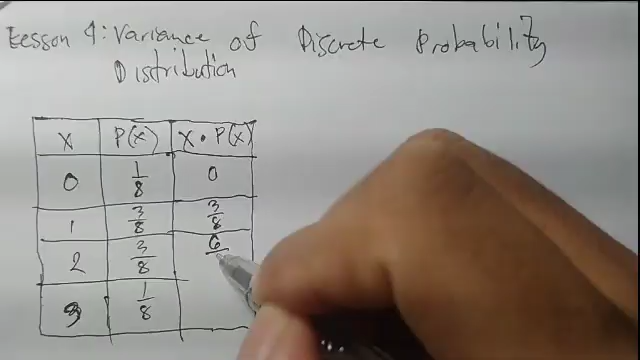 Lesson 4: Variance of Discrete Probability
Distribution
X P(X) X • P(X)
0 1/8 0
1 3/8 3/8
2 3/8 6
3 1/8